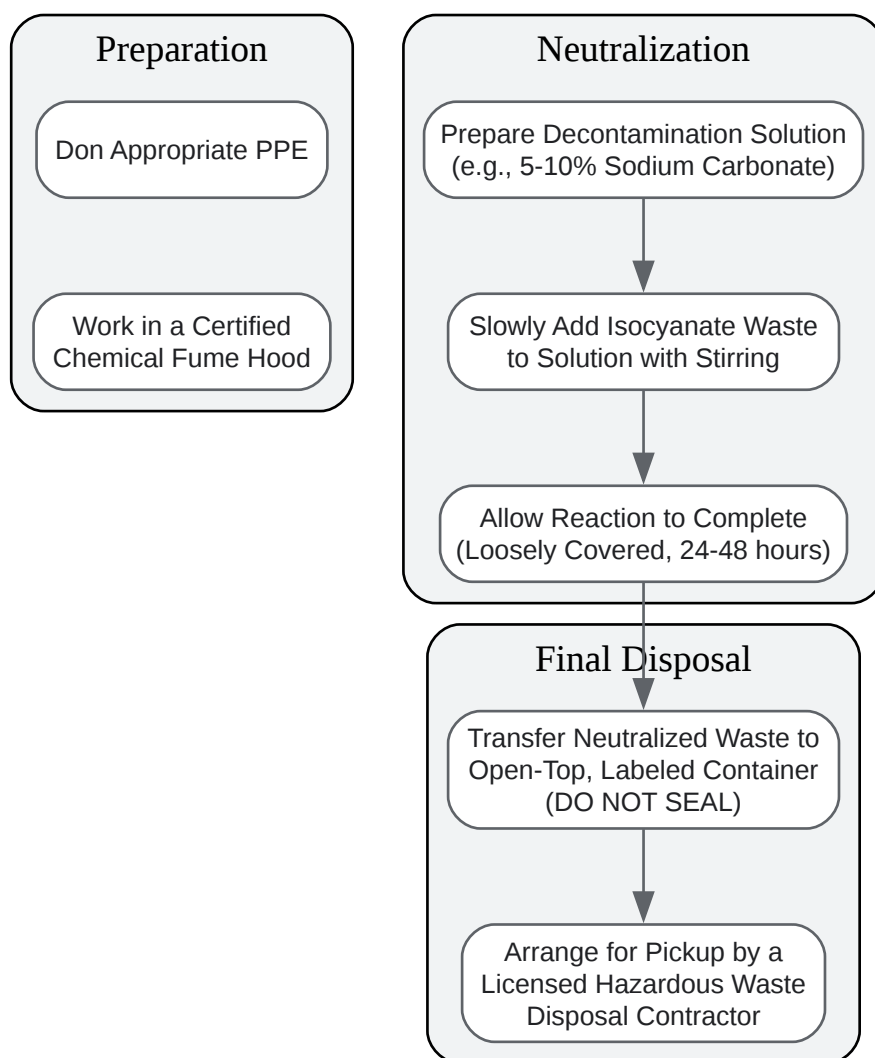 Preparation
Don Appropriate PPE
Work in a Certified
Chemical Fume Hood
Neutralization
Prepare Decontamination Solution
(e.g., 5-10% Sodium Carbonate)
Slowly Add Isocyanate Waste
to Solution with Stirring
Allow Reaction to Complete
(Loosely Covered, 24-48 hours)
Final Disposal
Transfer Neutralized Waste to
Open-Top, Labeled Container
(DO NOT SEAL)
Arrange for Pickup by a
Licensed Hazardous Waste
Disposal Contractor